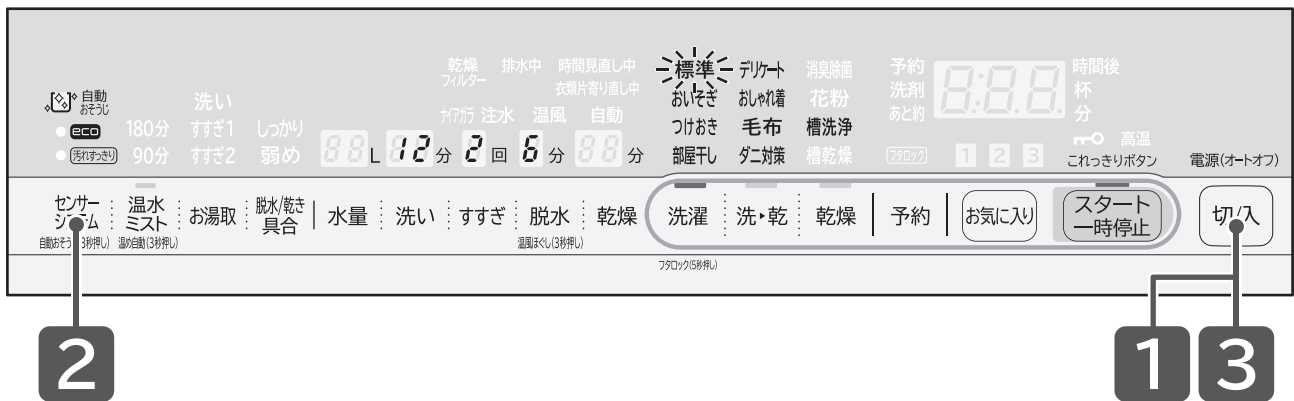 乾燥フィルター 排水中 時間見直し中
衣類片寄り直し中
ナイアガラ 注水 温風 自動
自動おそうじ
eco 180分 洗い すすぎ1 しっかり
汚れすっきり 90分 すすぎ2 弱め
88 L 12 分 2 回 6 分 88 分
標準 デリケート 消臭除菌
おいそぎ おしゃれ着 花粉
つけおき 毛布 槽洗浄
部屋干し ダニ対策 槽乾燥
予約 洗剤 あと約 8:88 時間後 杯 分
高温
フタロック 1 2 3 これっきりボタン 電源(オートオフ)
センサーシステム 温水ミスト お湯取 脱水/乾き具合 水量 洗い すすぎ 脱水 乾燥 洗濯 洗・乾 乾燥 予約 お気に入り スタート一時停止 切/入
自動おそうじ(3秒押し) 温め自動(3秒押し) 温風ほぐし(3秒押し)
フタロック(5秒押し)
2 1 3